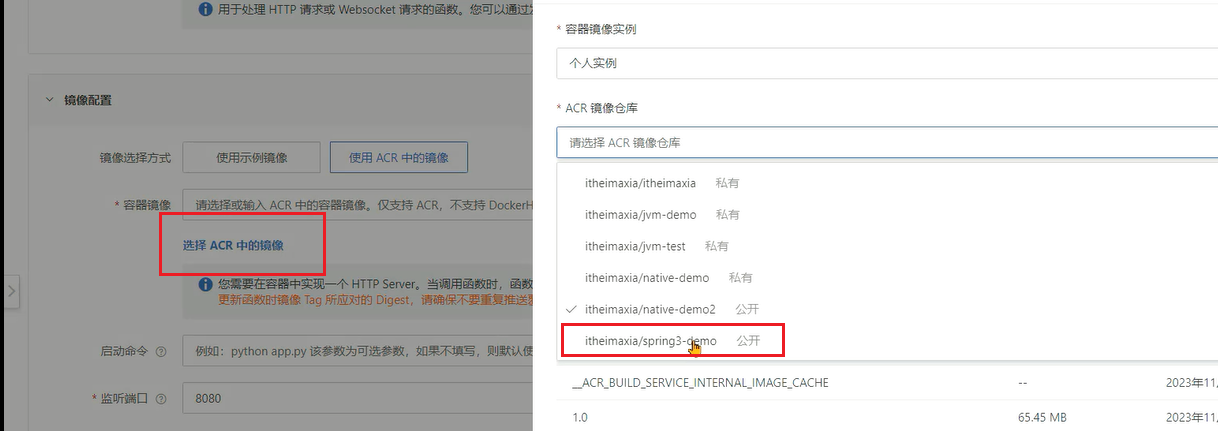 用于处理 HTTP 请求或 Websocket 请求的函数。您可以通过
镜像配置
镜像选择方式
使用示例镜像
使用 ACR 中的镜像
* 容器镜像
请选择或输入 ACR 中的容器镜像。仅支持 ACR，不支持 DockerH
选择 ACR 中的镜像
您需要在容器中实现一个 HTTP Server。当调用函数时，函数
更新函数时镜像 Tag 所应对的 Digest，请确保不要重复推送
启动命令
例如：python app.py 该参数为可选参数，如果不填写，则默认使
* 监听端口
8080
* 容器镜像实例
个人实例
* ACR 镜像仓库
请选择 ACR 镜像仓库
itheimaxia/itheimaxia 私有
itheimaxia/jvm-demo 私有
itheimaxia/jvm-test 私有
itheimaxia/native-demo 私有
itheimaxia/native-demo2 公开
itheimaxia/spring3-demo 公开
__ACR_BUILD_SERVICE_INTERNAL_IMAGE_CACHE -- 2023年11
1.0 65.45 MB 2023年11